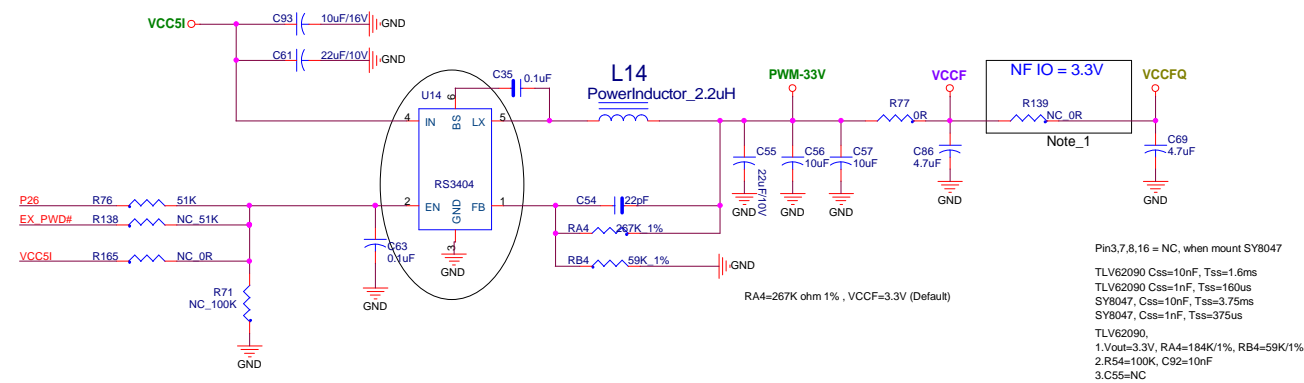 VCC5I
C93
10uF/16V
GND
C61
22uF/10V
GND
C35
0.1uF
L14
PowerInductor_2.2uH
PWM-33V
VCCF
NF IO = 3.3V
VCCFQ
U14
6
4
IN
BS
LX
5
R77
0R
R139
NC_0R
Note_1
C55
22uF/10V
C56
10uF
C57
10uF
C86
4.7uF
C69
4.7uF
GND
GND
GND
GND
GND
RS3404
P26
R76
51K
EX_PWD#
R138
NC_51K
2
EN
GND
FB
1
C54
22pF
RA4
267K_1%
VCC5I
R165
NC_0R
C63
0.1uF
3
GND
RB4
59K_1%
GND
R71
NC_100K
GND
GND
RA4=267K ohm 1% , VCCF=3.3V (Default)
Pin3,7,8,16 = NC, when mount SY8047
TLV62090 Css=10nF, Tss=1.6ms
TLV62090 Css=1nF, Tss=160us
SY8047, Css=10nF, Tss=3.75ms
SY8047, Css=1nF, Tss=375us
TLV62090,
1.Vout=3.3V, RA4=184K/1%, RB4=59K/1%
2.R54=100K, C92=10nF
3.C55=NC